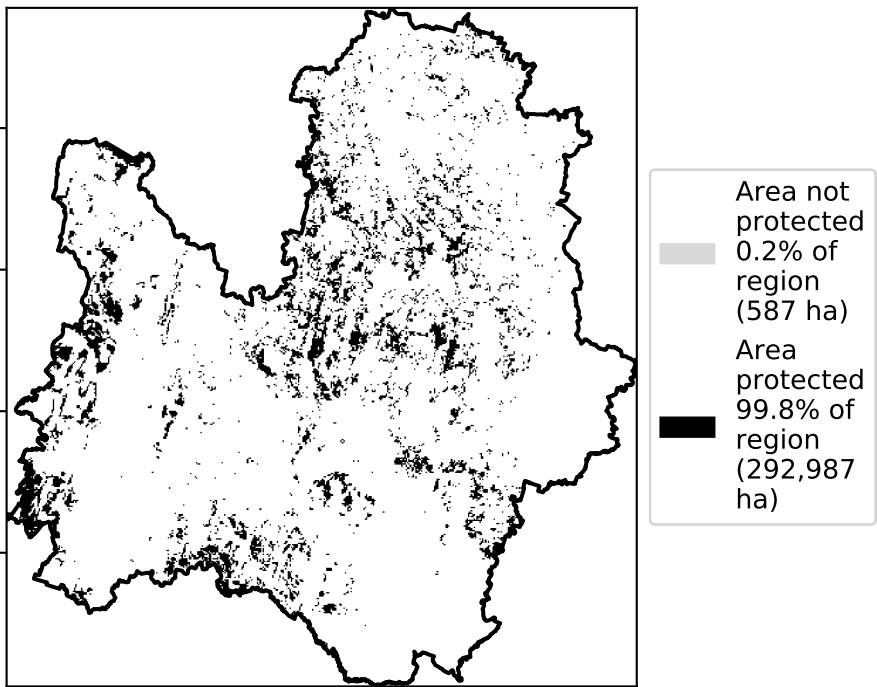 Area not
protected
0.2% of
region
(587 ha)
Area
protected
99.8% of
region
(292,987
ha)